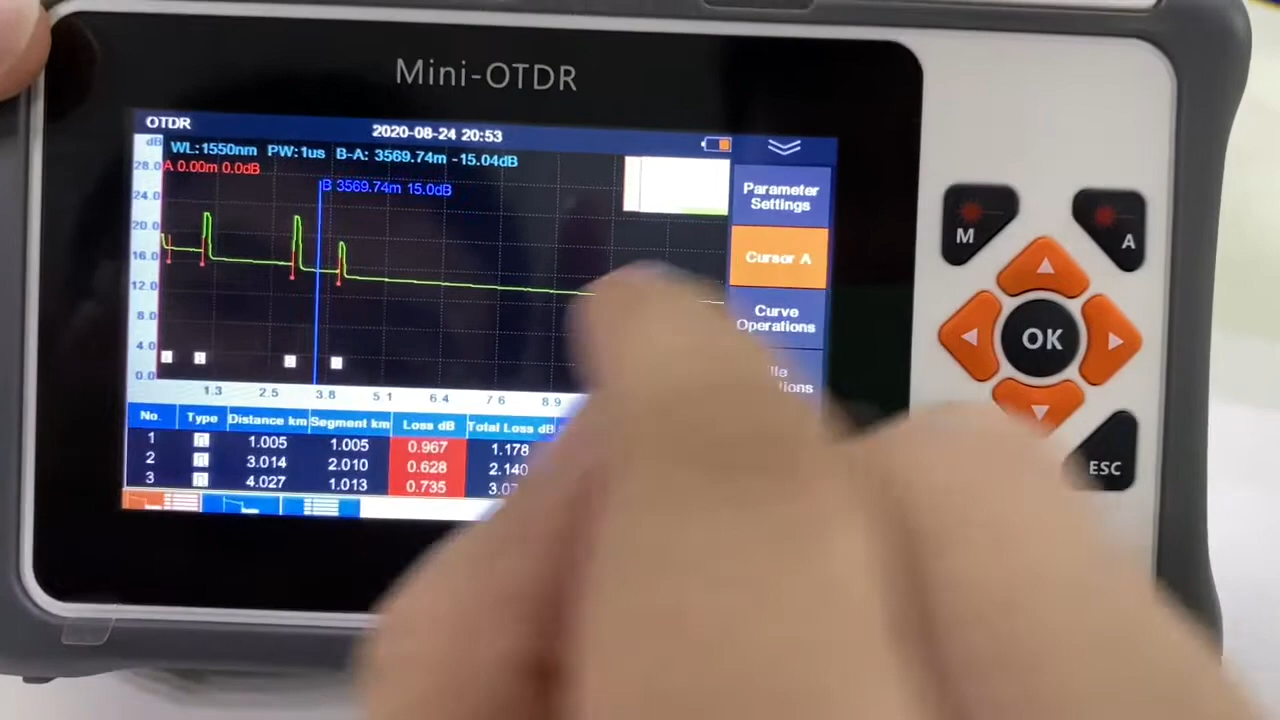 Mini-OTDR
OTDR
2020-08-24 20:53
dB
WL:1550nm PW:1us B-A: 3569.74m -15.04dB
A 0.00m 0.0dB
B 3569.74m 15.0dB
28.0
24.0
20.0
16.0
12.0
8.0
4.0
0.0
1.3 2.5 3.8 5.1 6.4 7.6 8.9
Parameter
Settings
Cursor A
Curve
Operations
No. Type Distance km Segment km Loss dB Total Loss dB
1 1.005 1.005 0.967 1.178
2 3.014 2.010 0.628 2.140
3 4.027 1.013 0.735
M
A
OK
ESC